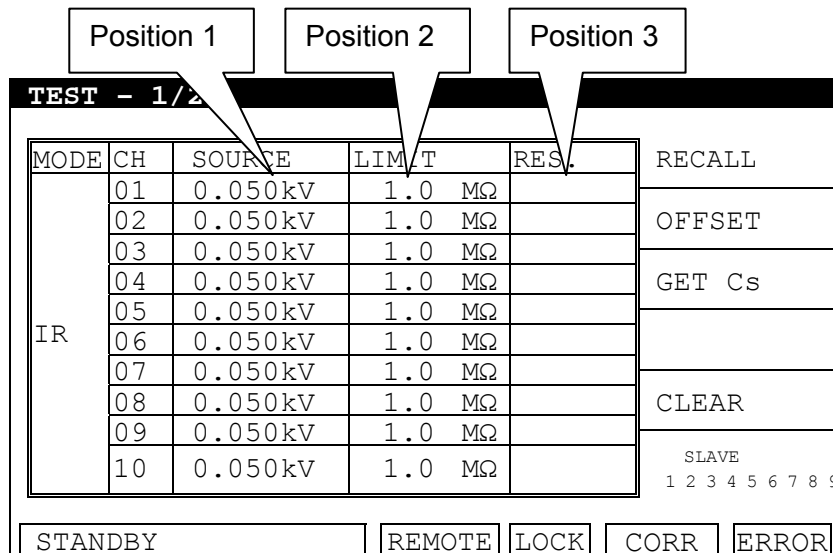 Position 1 Position 2 Position 3
TEST – 1/2
MODE CH SOURCE LIMIT RES. RECALL
01 0.050kV 1.0 MΩ
02 0.050kV 1.0 MΩ OFFSET
03 0.050kV 1.0 MΩ
04 0.050kV 1.0 MΩ GET Cs
05 0.050kV 1.0 MΩ
IR 06 0.050kV 1.0 MΩ
07 0.050kV 1.0 MΩ
08 0.050kV 1.0 MΩ CLEAR
09 0.050kV 1.0 MΩ
10 0.050kV 1.0 MΩ SLAVE
1 2 3 4 5 6 7 8 9
STANDBY REMOTE LOCK CORR ERROR